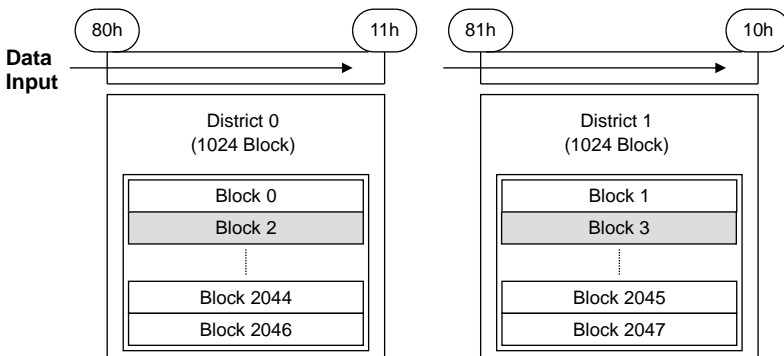 80h
11h
81h
10h
Data
Input
District 0
(1024 Block)
Block 0
Block 2
Block 2044
Block 2046
District 1
(1024 Block)
Block 1
Block 3
Block 2045
Block 2047